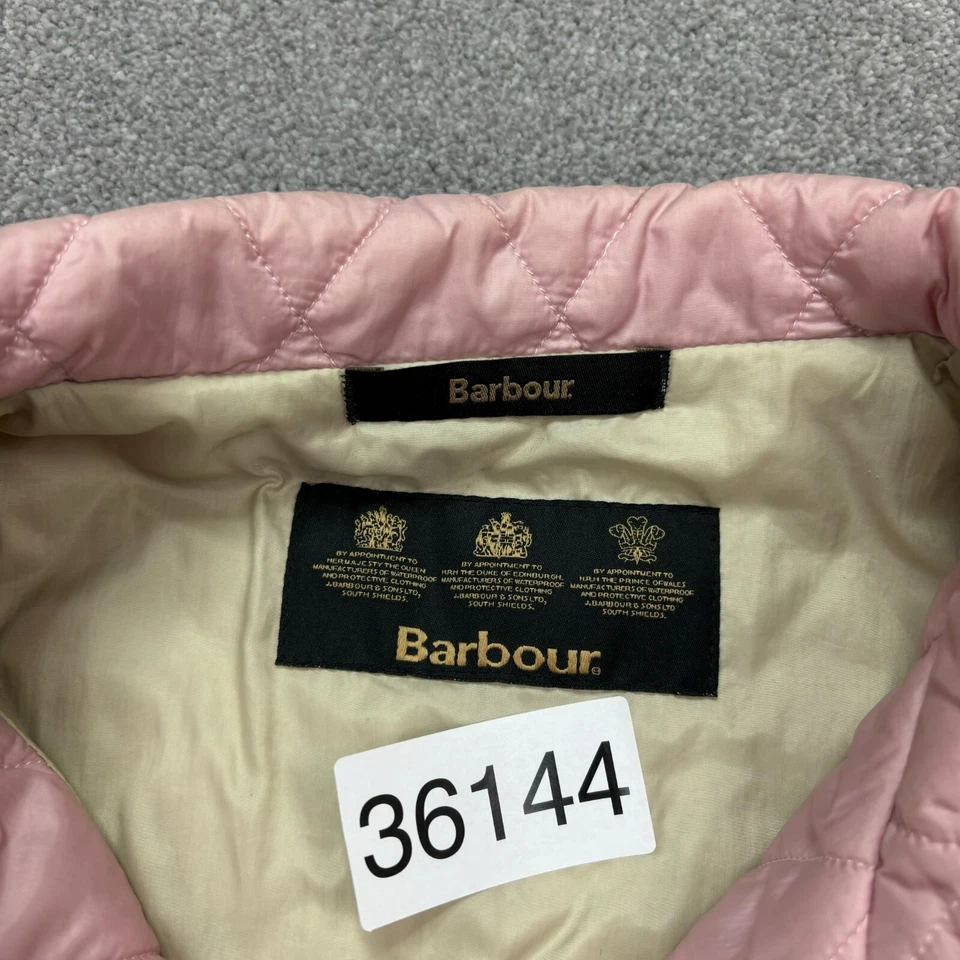 Barbour.
BY APPOINTMENT TO
HER MAJESTY THE QUEEN
MANUFACTURERS OF WATERPROOF
AND PROTECTIVE CLOTHING
J.BARBOUR & SONS LTD,
SOUTH SHIELDS.
BY APPOINTMENT TO
H.R.H THE DUKE OF EDINBURGH.
MANUFACTURERS OF WATERPROOF
AND PROTECTIVE CLOTHING
J.BARBOUR & SONS LTD,
SOUTH SHIELDS.
BY APPOINTMENT TO
H.R.H THE PRINCE OF WALES
MANUFACTURERS OF WATERPROOF
AND PROTECTIVE CLOTHING
J.BARBOUR & SONS LTD,
SOUTH SHIELDS.
Barbour.
36144